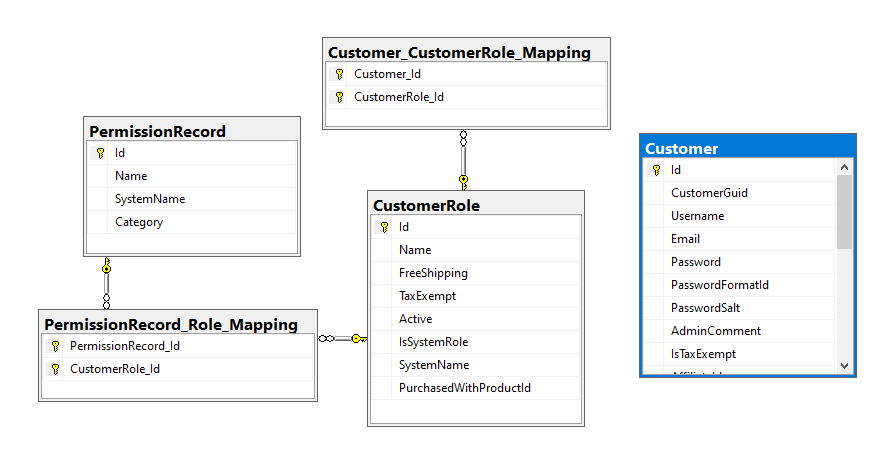 Customer_CustomerRole_Mapping
Customer_Id
CustomerRole_Id
PermissionRecord
Id
Name
SystemName
Category
Customer
Id
CustomerGuid
Username
Email
Password
PasswordFormatId
PasswordSalt
AdminComment
IsTaxExempt
CustomerRole
Id
Name
FreeShipping
TaxExempt
Active
IsSystemRole
SystemName
PurchasedWithProductId
PermissionRecord_Role_Mapping
PermissionRecord_Id
CustomerRole_Id